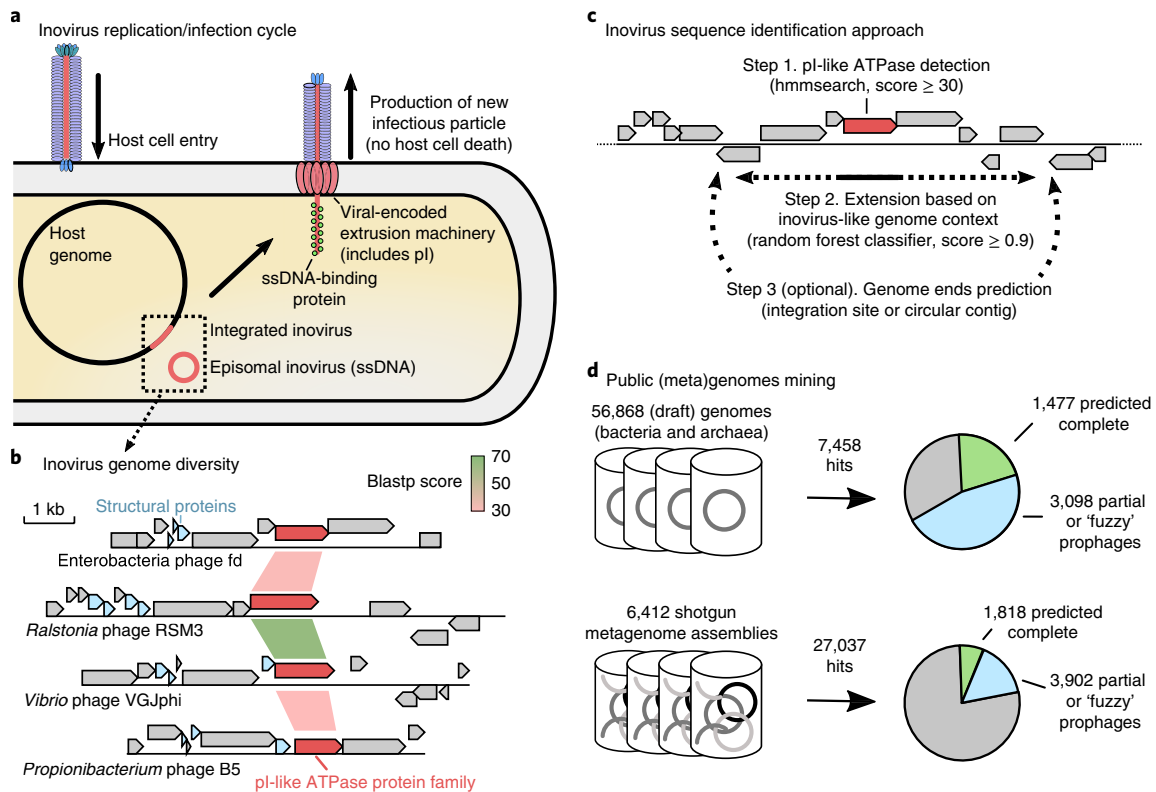 a
Inovirus replication/infection cycle
Host cell entry
Production of new
infectious particle
(no host cell death)
Host
genome
Viral-encoded
extrusion machinery
(includes pI)
ssDNA-binding
protein
Integrated inovirus
Episomal inovirus (ssDNA)
b
Inovirus genome diversity
Blastp score
70
50
30
1 kb
Structural proteins
Enterobacteria phage fd
Ralstonia phage RSM3
Vibrio phage VGJphi
Propionibacterium phage B5
pI-like ATPase protein family
c
Inovirus sequence identification approach
Step 1. pI-like ATPase detection
(hmmsearch, score ≥ 30)
Step 2. Extension based on
inovirus-like genome context
(random forest classifier, score ≥ 0.9)
Step 3 (optional). Genome ends prediction
(integration site or circular contig)
d
Public (meta)genomes mining
56,868 (draft) genomes
(bacteria and archaea)
7,458
hits
1,477 predicted
complete
3,098 partial
or ‘fuzzy’
prophages
6,412 shotgun
metagenome assemblies
27,037
hits
1,818 predicted
complete
3,902 partial
or ‘fuzzy’
prophages